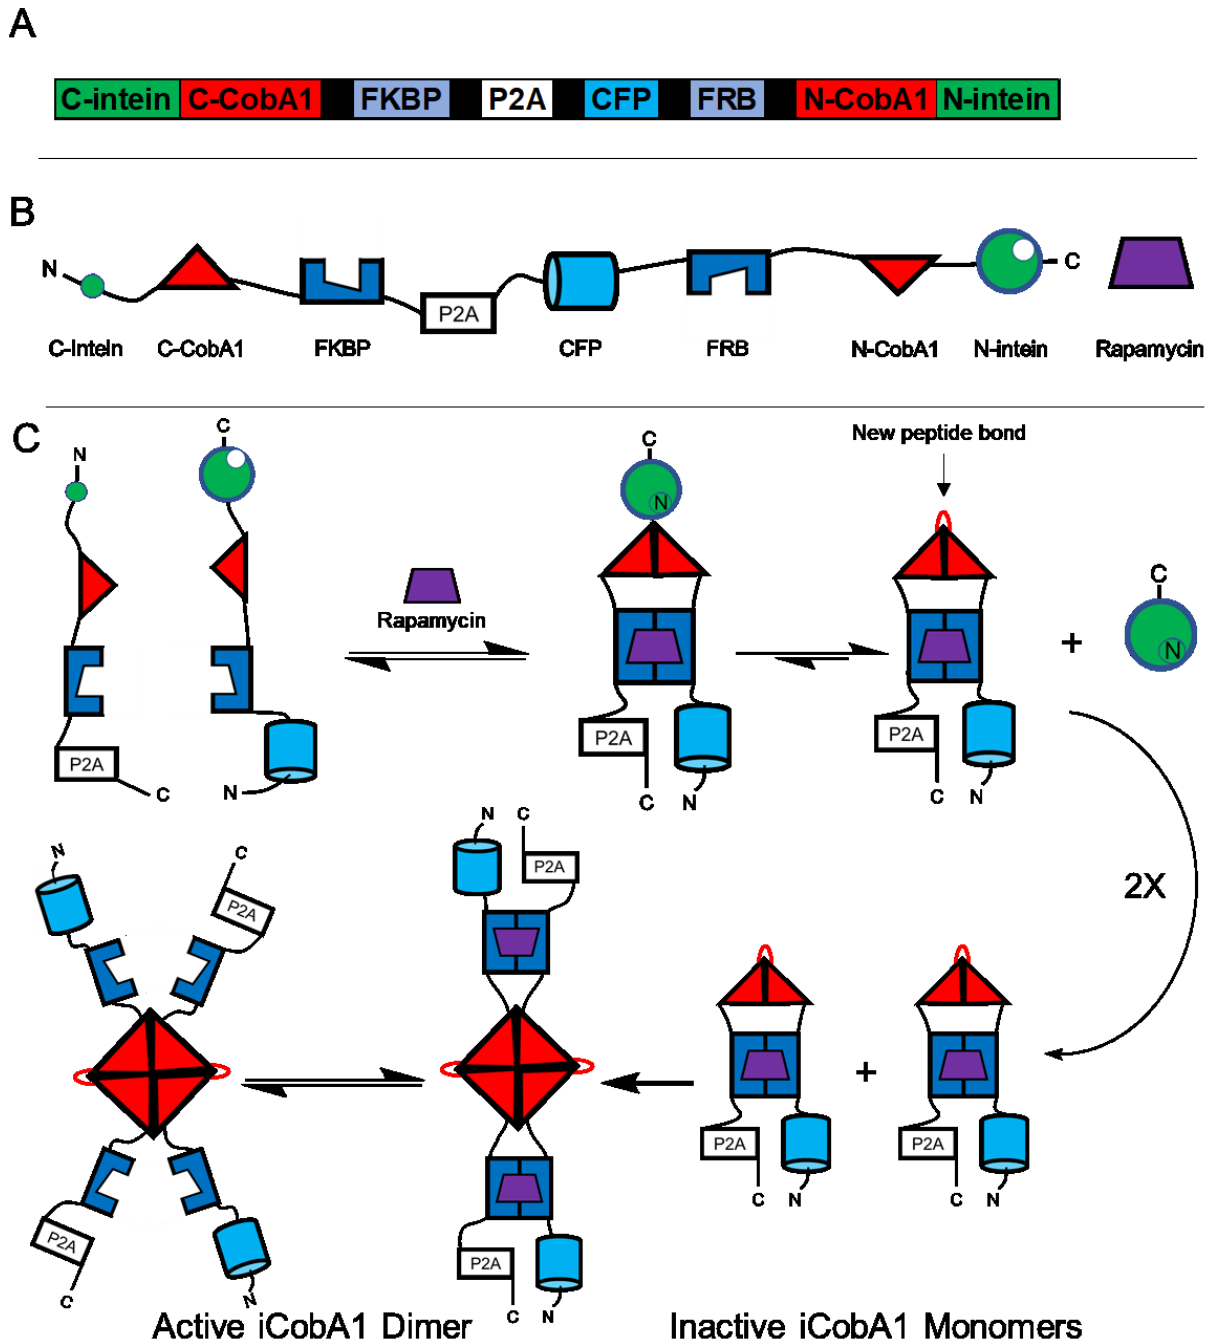 A
C-intein C-CobA1 FKBP P2A CFP FRB N-CobA1 N-intein
B
N C
P2A
C-Intein C-CobA1 FKBP CFP FRB N-CobA1 N-intein Rapamycin
C
New peptide bond
N C C
N
C
Rapamycin
N
+
P2A P2A P2A
C N C N C N
2X
N C
P2A
N C
P2A
+
P2A P2A
C N C N
P2A
C N
P2A
C N
Active iCobA1 Dimer Inactive iCobA1 Monomers